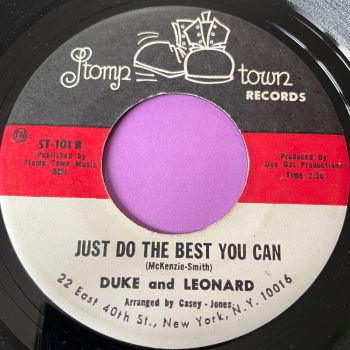 Stomp town
RECORDS
TM
ST-101 B
Published by
Stomp Town Music
BMI
Produced by
Doo Dat Productions
Time 2:20
JUST DO THE BEST YOU CAN
(McKenzie-Smith)
DUKE and LEONARD
Arranged by Casey - Jones
22 East 40th St., New York, N.Y. 10016